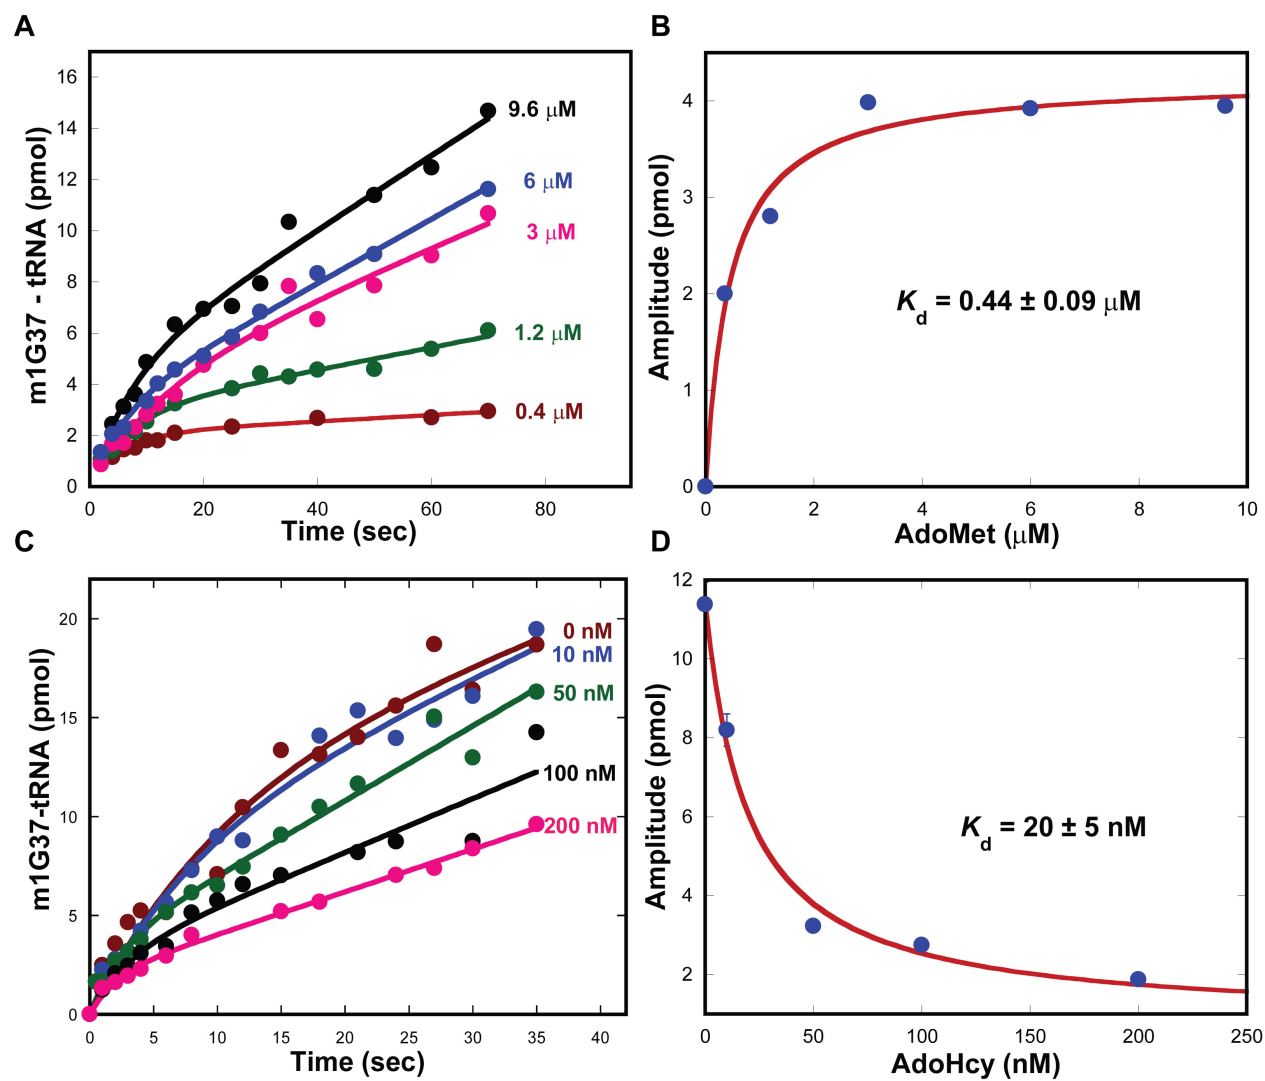 A
m1G37 - tRNA (pmol)
16
14
12
10
8
6
4
2
0
0 20 40 60 80
Time (sec)
9.6 μM
6 μM
3 μM
1.2 μM
0.4 μM
B
Amplitude (pmol)
4
3
2
1
0
0 2 4 6 8 10
AdoMet (μM)
Kd = 0.44 ± 0.09 μM
C
m1G37-tRNA (pmol)
20
15
10
5
0
0 5 10 15 20 25 30 35 40
Time (sec)
0 nM
10 nM
50 nM
100 nM
200 nM
D
Amplitude (pmol)
12
10
8
6
4
2
0 50 100 150 200 250
AdoHcy (nM)
Kd = 20 ± 5 nM